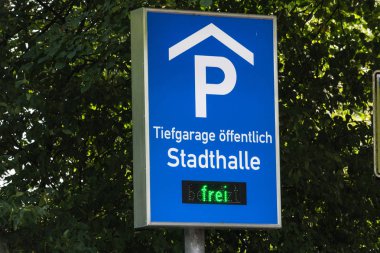 P
Tiefgarage öffentlich
Stadthalle
frei